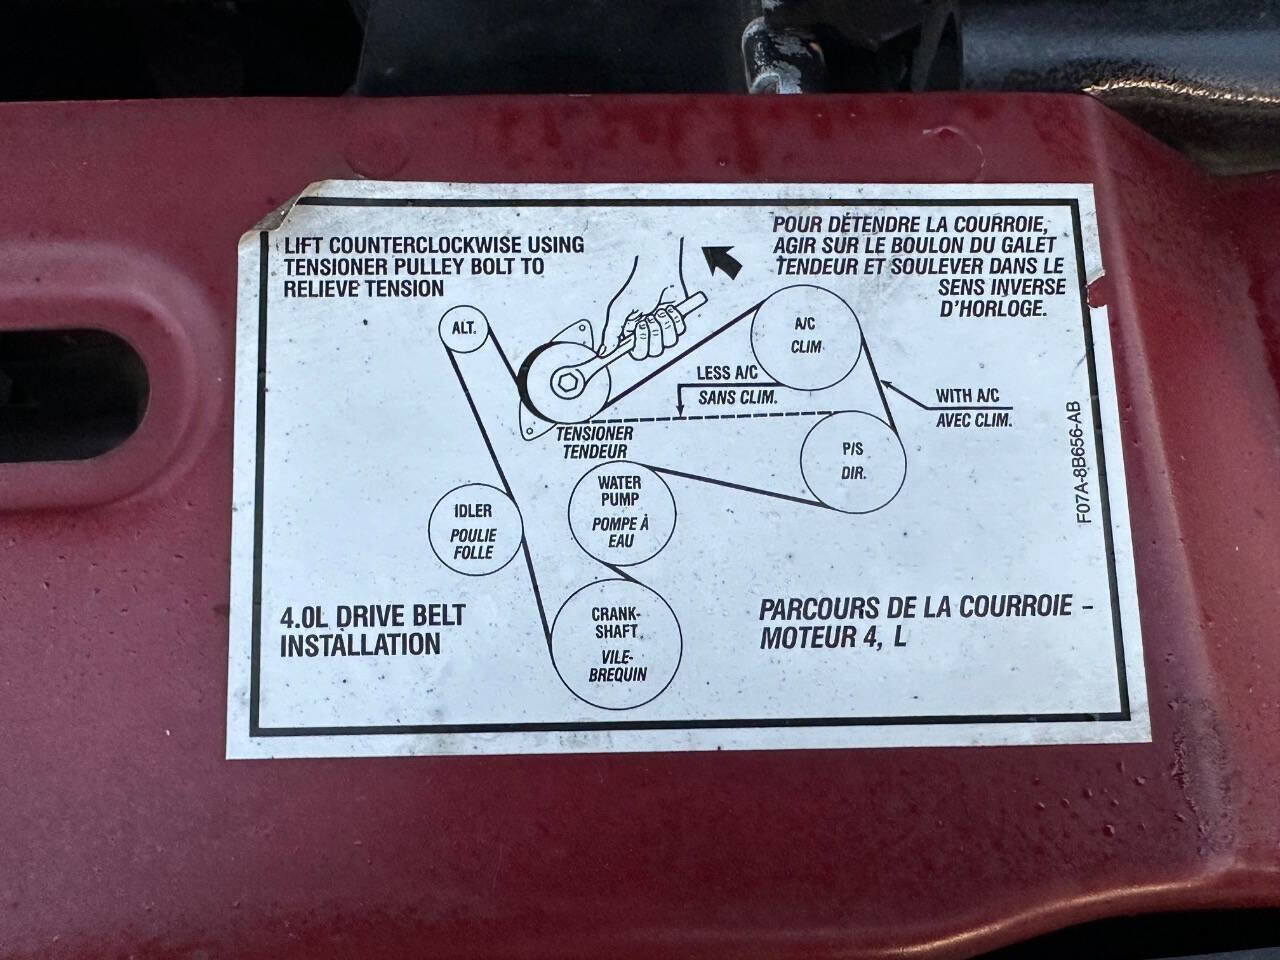 LIFT COUNTERCLOCKWISE USING
TENSIONER PULLEY BOLT TO
RELIEVE TENSION
POUR DÉTENDRE LA COURROIE,
AGIR SUR LE BOULON DU GALET
TENDEUR ET SOULEVER DANS LE
SENS INVERSE
D'HORLOGE.
ALT.
A/C
CLIM
LESS A/C
SANS CLIM.
WITH A/C
AVEC CLIM.
TENSIONER
TENDEUR
P/S
DIR.
WATER
PUMP
POMPE À
EAU
IDLER
POULIE
FOLLE
CRANK-
SHAFT
VILE-
BREQUIN
4.0L DRIVE BELT
INSTALLATION
PARCOURS DE LA COURROIE –
MOTEUR 4, L
F07A-8B656-AB